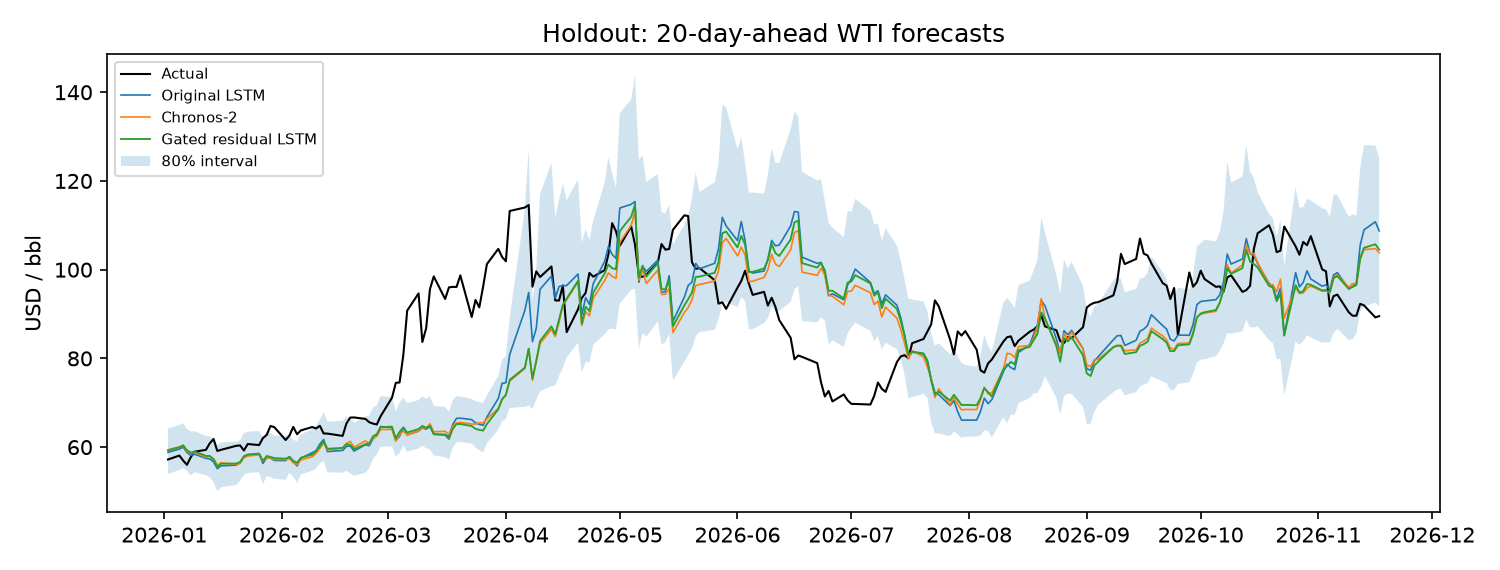 Holdout: 20-day-ahead WTI forecasts
USD / bbl
140
120
100
80
60
Actual
Original LSTM
Chronos-2
Gated residual LSTM
80% interval
2026-01 2026-02 2026-03 2026-04 2026-05 2026-06 2026-07 2026-08 2026-09 2026-10 2026-11 2026-12